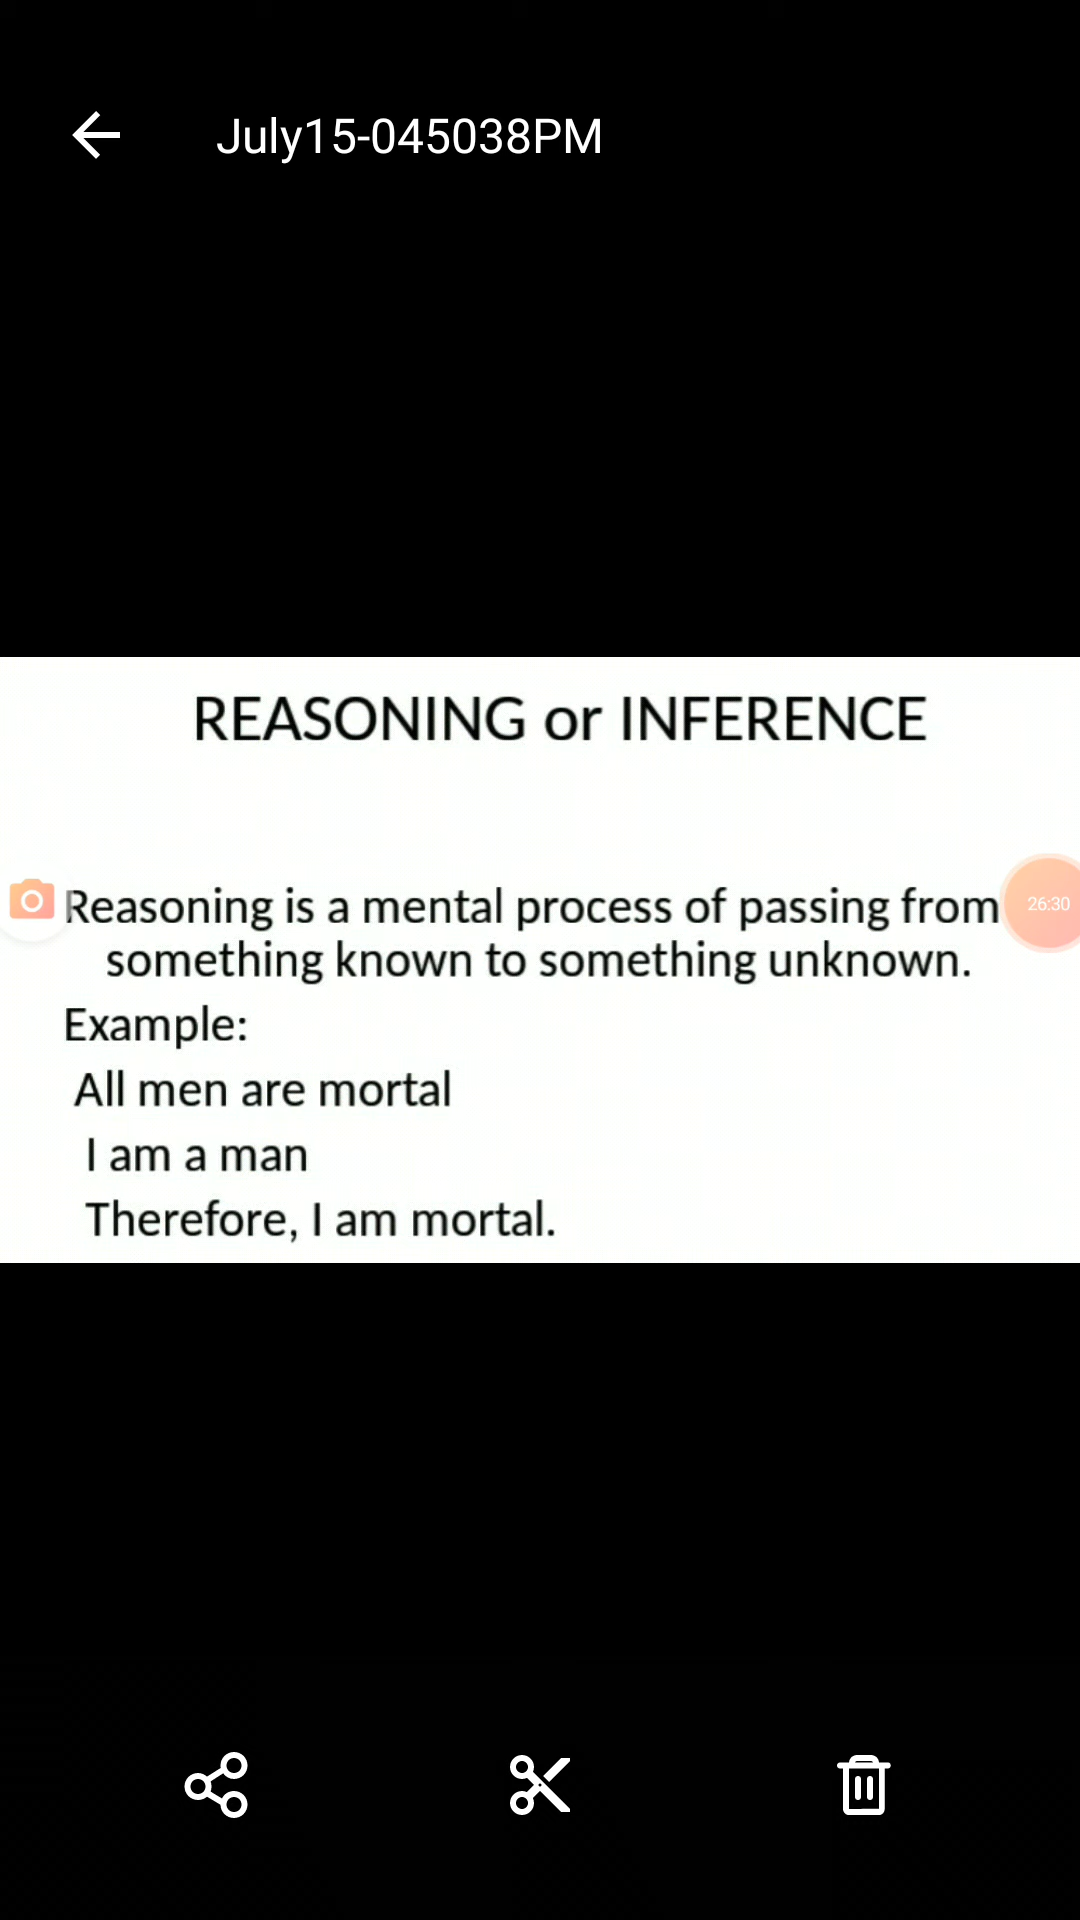 July15-045038PM
REASONING or INFERENCE
Reasoning is a mental process of passing from
26:30
something known to something unknown.
Example:
All men are mortal
I am a man
Therefore, I am mortal.